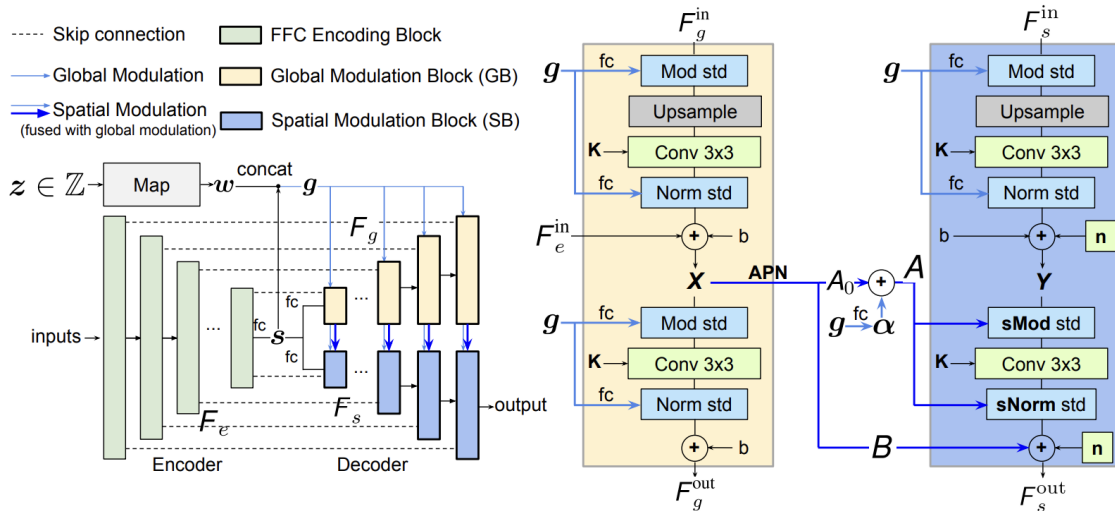 Skip connection
FFC Encoding Block
Global Modulation
Global Modulation Block (GB)
Spatial Modulation
(fused with global modulation)
Spatial Modulation Block (SB)
z ∈ ℤ
Map
w
concat
g
F_g
inputs
...
fc
s
fc
fc
...
...
F_e
F_s
output
Encoder
Decoder
F_g^in
g
fc
Mod std
Upsample
K
Conv 3x3
fc
Norm std
F_e^in
+
b
X
APN
A_0
+
A
g
fc
α
g
fc
Mod std
K
Conv 3x3
fc
Norm std
+
b
B
F_g^out
F_s^in
g
fc
Mod std
Upsample
K
Conv 3x3
fc
Norm std
b
+
n
Y
sMod std
K
Conv 3x3
sNorm std
+
n
F_s^out